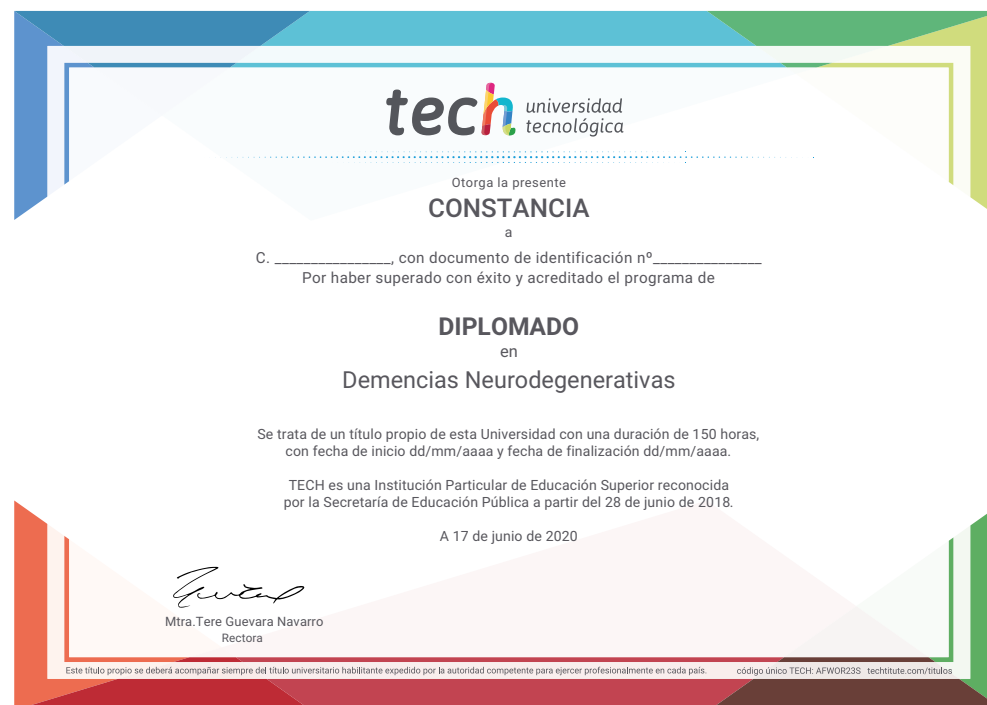 tech universidad
tecnológica
Otorga la presente
CONSTANCIA
a
C. ________________, con documento de identificación nº_______________
Por haber superado con éxito y acreditado el programa de
DIPLOMADO
en
Demencias Neurodegenerativas
Se trata de un título propio de esta Universidad con una duración de 150 horas,
con fecha de inicio dd/mm/aaaa y fecha de finalización dd/mm/aaaa.
TECH es una Institución Particular de Educación Superior reconocida
por la Secretaría de Educación Pública a partir del 28 de junio de 2018.
A 17 de junio de 2020
Mtra.Tere Guevara Navarro
Rectora
Este título propio se deberá acompañar siempre del título universitario habilitante expedido por la autoridad competente para ejercer profesionalmente en cada país. código único TECH: AFWOR23S techtitute.com/titulos